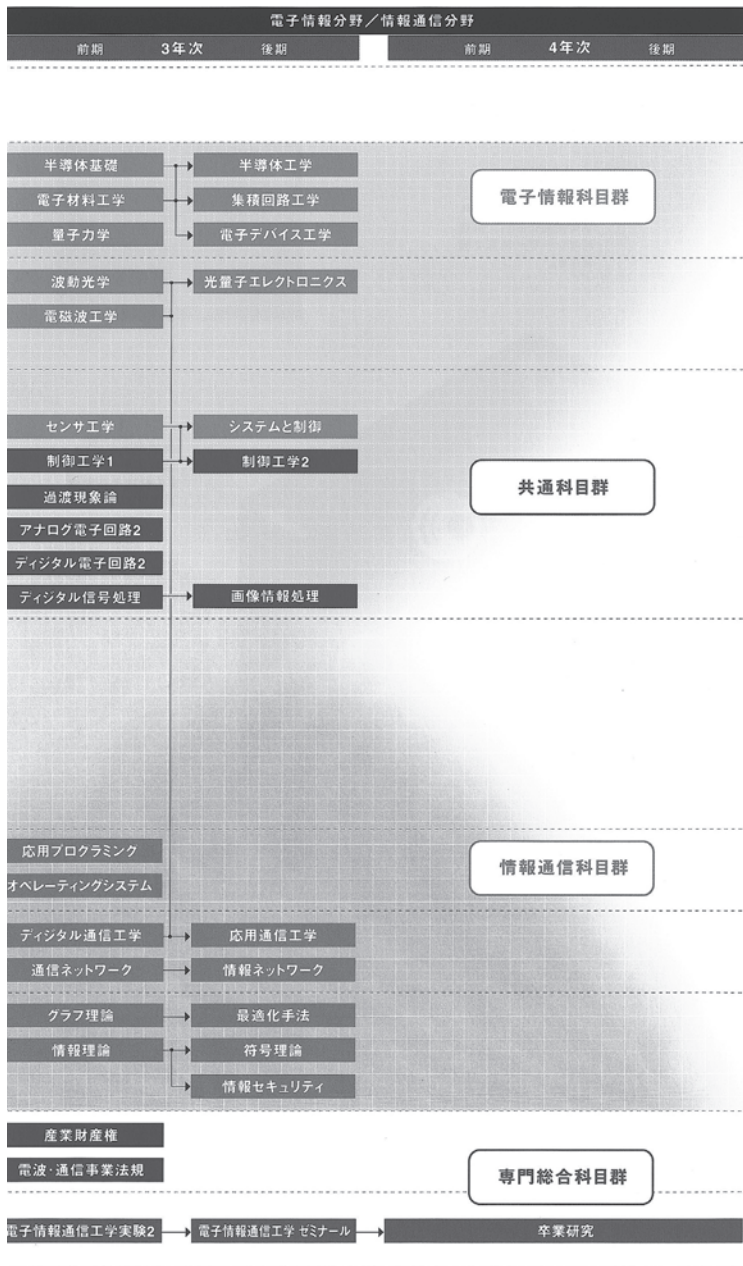 電子情報分野／情報通信分野
前期 3年次 後期 前期 4年次 後期
半導体基礎 半導体工学
電子材料工学 集積回路工学
量子力学 電子デバイス工学
電子情報科目群
波動光学 光量子エレクトロニクス
電磁波工学
センサ工学 システムと制御
制御工学1 制御工学2
共通科目群
過渡現象論
アナログ電子回路2
ディジタル電子回路2
ディジタル信号処理 画像情報処理
応用プログラミング
情報通信科目群
オペレーティングシステム
ディジタル通信工学 応用通信工学
通信ネットワーク 情報ネットワーク
グラフ理論 最適化手法
情報理論 符号理論
情報セキュリティ
産業財産権
電波・通信事業法規
専門総合科目群
電子情報通信工学実験2 電子情報通信工学 ゼミナール 卒業研究